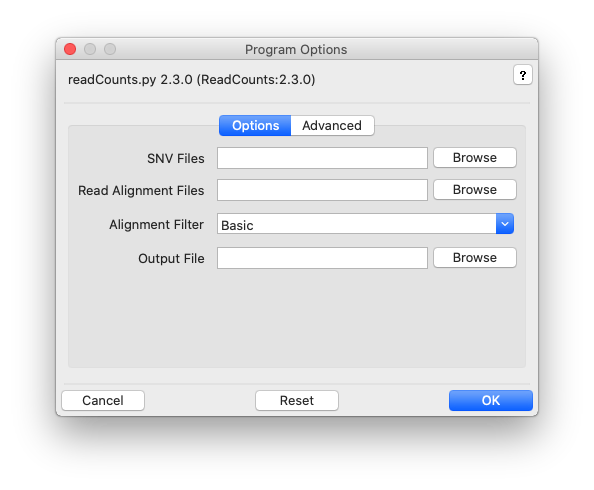 Program Options
readCounts.py 2.3.0 (ReadCounts:2.3.0)
?
Options Advanced
SNV Files Browse
Read Alignment Files Browse
Alignment Filter Basic
Output File Browse
Cancel Reset OK